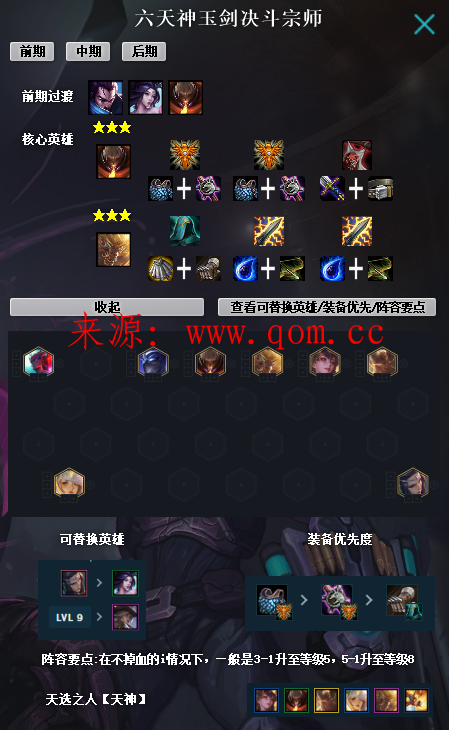 六天神玉剑决斗宗师
前期 中期 后期
前期过渡
核心英雄
收起 查看可替换英雄/装备优先/阵容要点
来源: www.qom.cc
可替换英雄 装备优先度
LVL 9
阵容要点:在不掉血的i情况下，一般是3-1升至等级5，5-1升至等级8
天选之人【天神】